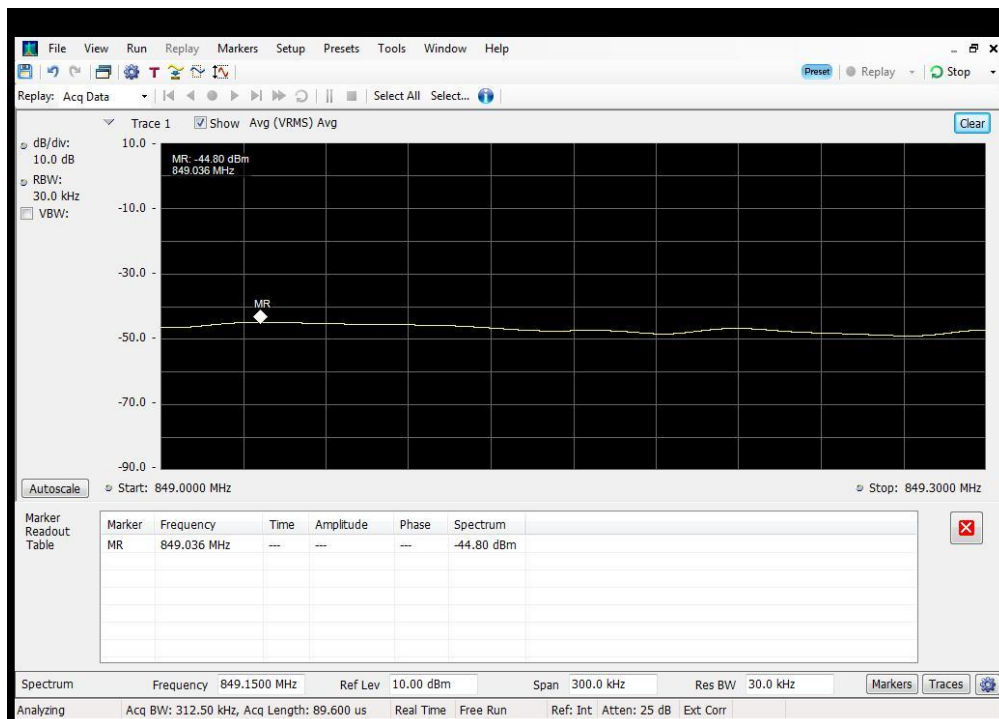 File View Run Replay Markers Setup Presets Tools Window Help
T Preset Replay Stop
Replay: Acq Data Select All Select...
Trace 1 Show Avg (VRMS) Avg Clear
dB/div:
10.0 dB
RBW:
30.0 kHz
VBW:
10.0 -
MR: -44.80 dBm
849.036 MHz
-10.0 -
-30.0 -
MR
-50.0 -
-70.0 -
-90.0 -
Autoscale Start: 849.0000 MHz Stop: 849.3000 MHz
Marker
Readout
Table
Marker Frequency Time Amplitude Phase Spectrum
MR 849.036 MHz --- --- --- -44.80 dBm
Spectrum Frequency 849.1500 MHz Ref Lev 10.00 dBm Span 300.0 kHz Res BW 30.0 kHz Markers Traces
Analyzing Acq BW: 312.50 kHz, Acq Length: 89.600 us Real Time Free Run Ref: Int Atten: 25 dB Ext Corr